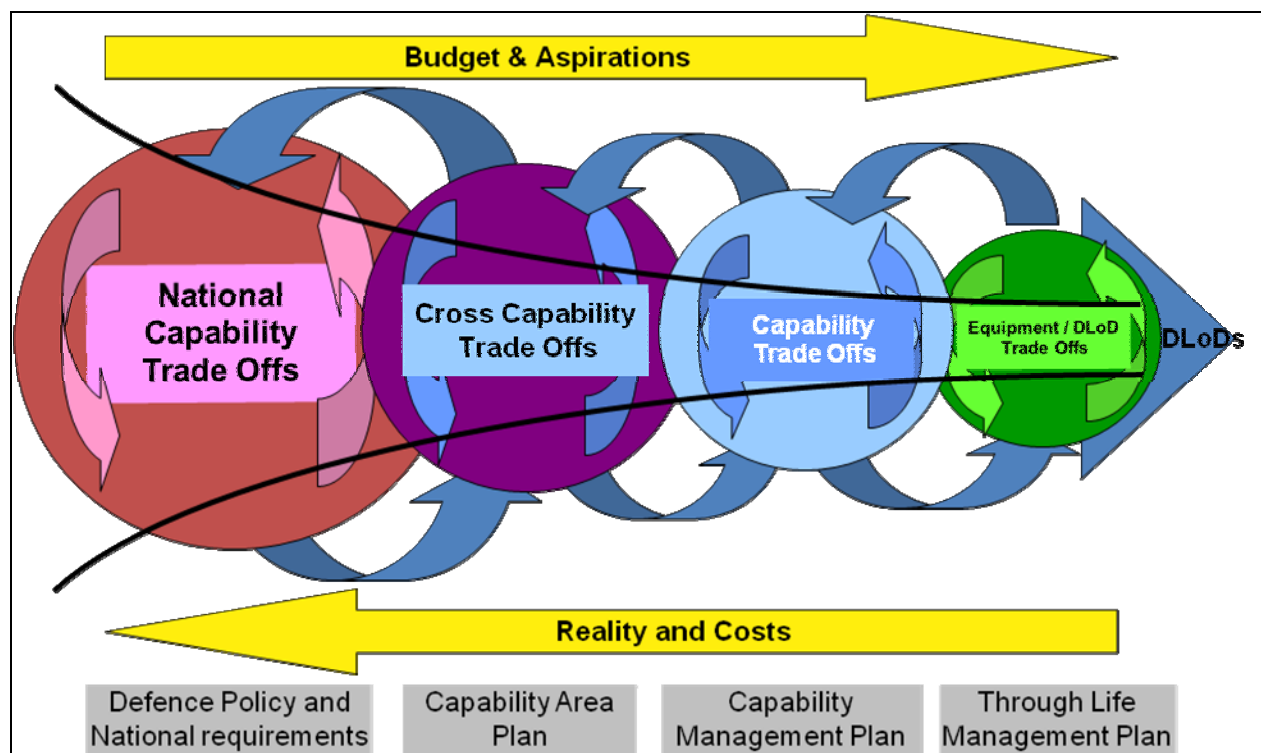 Budget & Aspirations
National
Capability
Trade Offs
Cross Capability
Trade Offs
Capability
Trade Offs
Equipment / DLoD
Trade Offs
DLoDs
Reality and Costs
Defence Policy and
National requirements
Capability Area
Plan
Capability
Management Plan
Through Life
Management Plan